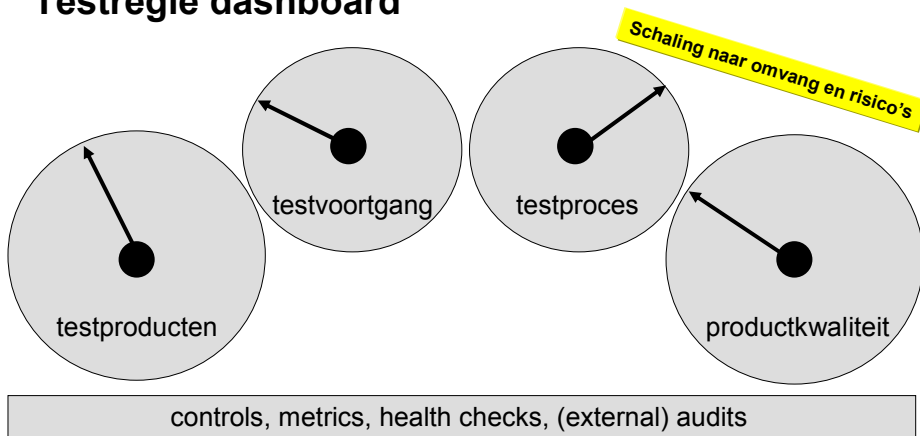 Testregie dashboard
Schaling naar omvang en risico's
testvoortgang
testproces
testproducten
productkwaliteit
controls, metrics, health checks, (external) audits